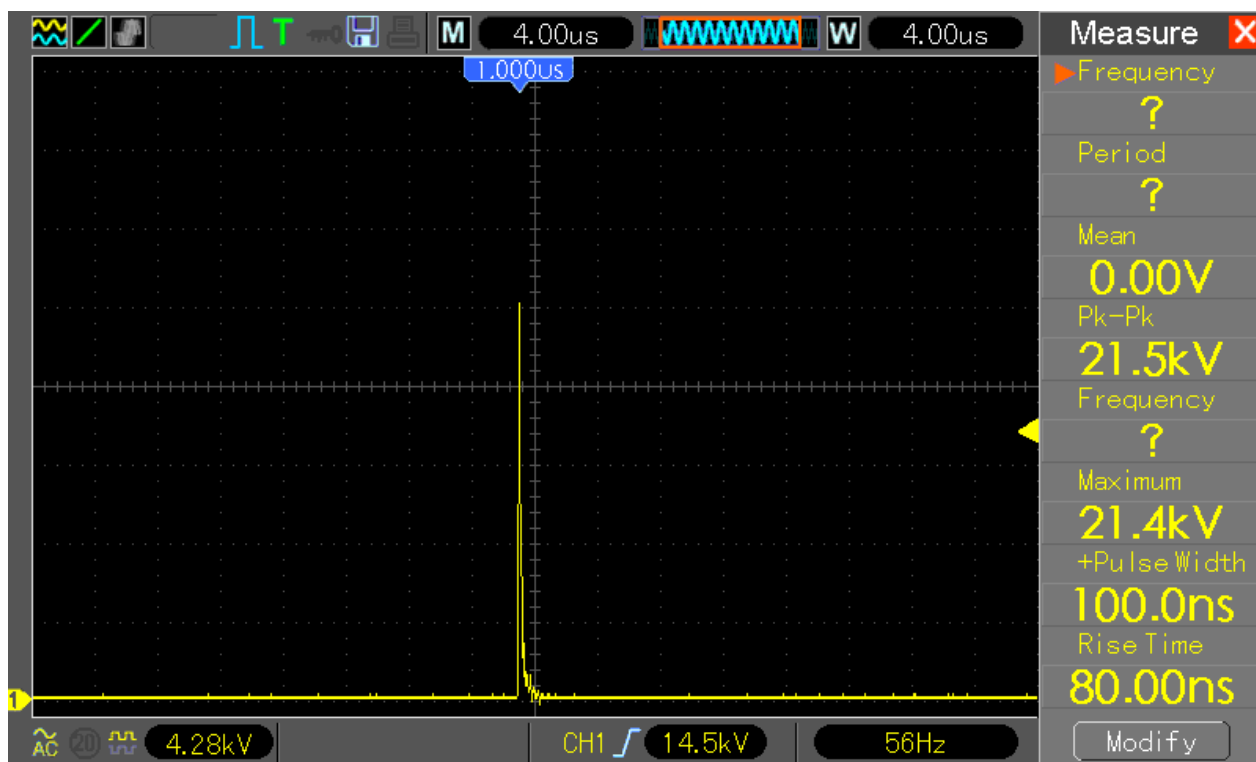 T M 4.00us W 4.00us Measure X
1.000us
Frequency
?
Period
?
Mean
0.00V
Pk-Pk
21.5kV
Frequency
?
Maximum
21.4kV
+Pulse Width
100.0ns
Rise Time
80.00ns
1
AC 20 4.28kV CH1 14.5kV 56Hz Modify